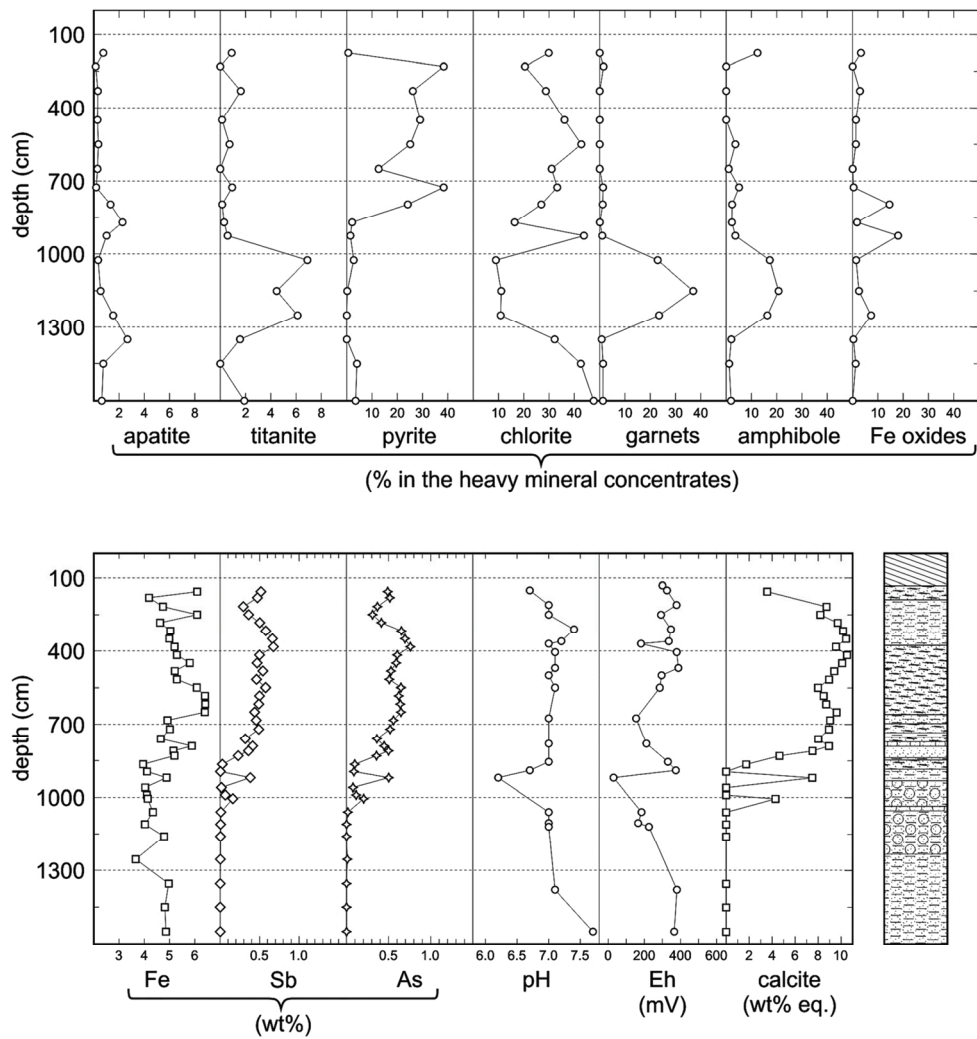 100
400
700
1000
1300
depth (cm)
2 4 6 8 2 4 6 8 10 20 30 40 10 20 30 40 10 20 30 40 10 20 30 40 10 20 30 40
apatite titanite pyrite chlorite garnets amphibole Fe oxides
(% in the heavy mineral concentrates)
100
400
700
1000
1300
depth (cm)
3 4 5 6 0.5 1.0 0.5 1.0 6.0 6.5 7.0 7.5 0 200 400 600 0 2 4 6 8 10
Fe Sb As pH Eh calcite
(mV) (wt% eq.)
(wt%)